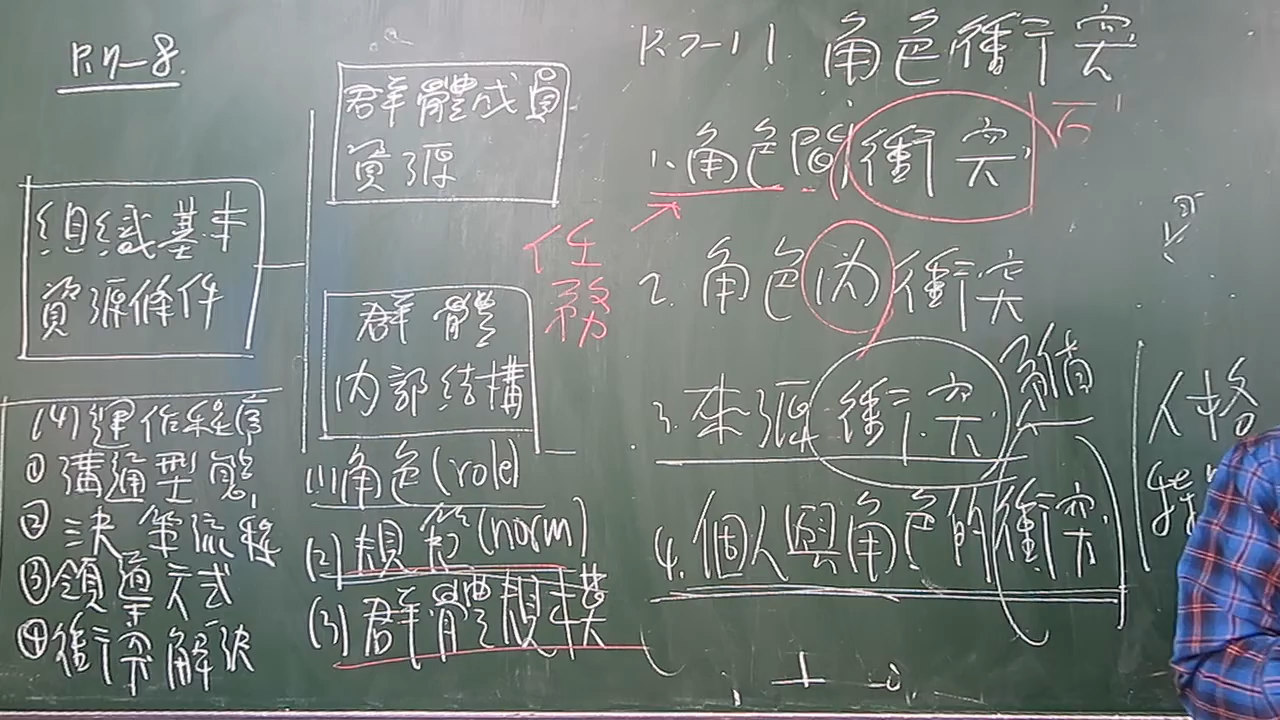 P.7-8.
群體成員
資源
組織基本
資源條件
群體
內部結構
(1)角色(role)
(2)規範(norm)
(3)群體規模
(4)運作程序
①溝通型態
②決策流程
③領導方式
④衝突解決
任
務
P.7-11. 角色衝突
1.角色間衝突
2.角色內衝突
3.來源衝突
4.個人與角色的衝突
人格